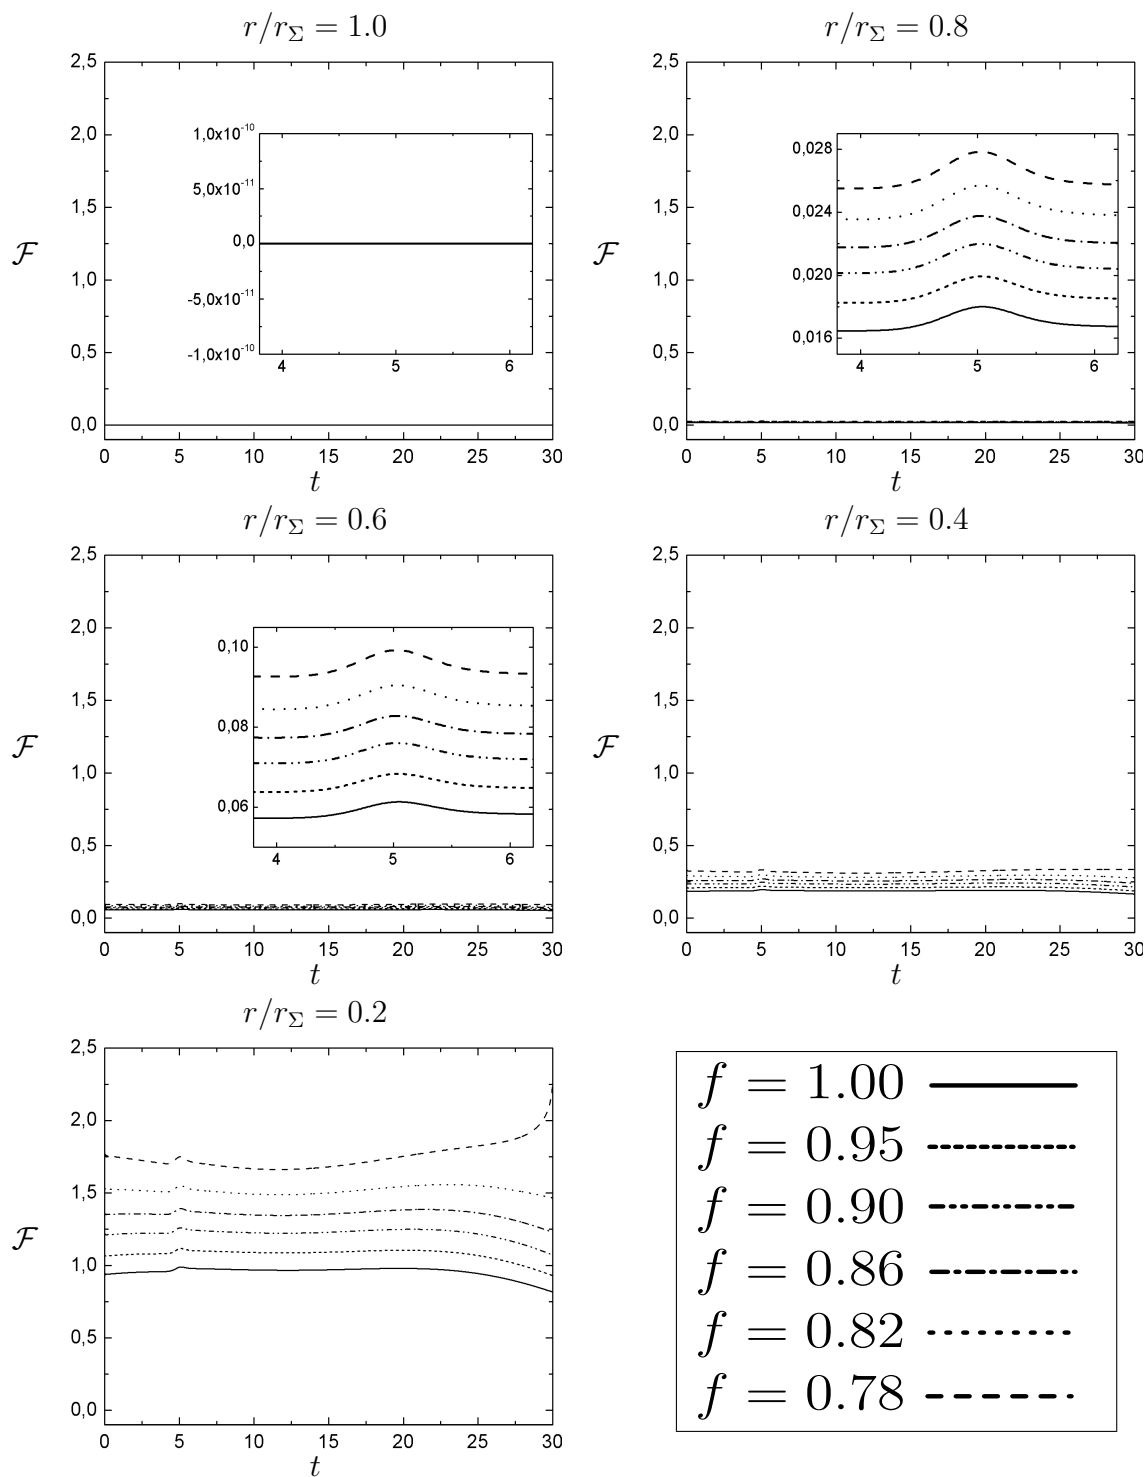 r/r_Σ = 1.0
2,5
2,0
1,5
1,0
0,5
0,0
ℱ
1,0x10^-10
5,0x10^-11
0,0
-5,0x10^-11
-1,0x10^-10
4 5 6
0 5 10 15 20 25 30
t
r/r_Σ = 0.8
2,5
2,0
1,5
1,0
0,5
0,0
ℱ
0,028
0,024
0,020
0,016
4 5 6
0 5 10 15 20 25 30
t
r/r_Σ = 0.6
2,5
2,0
1,5
1,0
0,5
0,0
ℱ
0,10
0,08
0,06
4 5 6
0 5 10 15 20 25 30
t
r/r_Σ = 0.4
2,5
2,0
1,5
1,0
0,5
0,0
ℱ
0 5 10 15 20 25 30
t
r/r_Σ = 0.2
2,5
2,0
1,5
1,0
0,5
0,0
ℱ
0 5 10 15 20 25 30
t
f = 1.00
f = 0.95
f = 0.90
f = 0.86
f = 0.82
f = 0.78